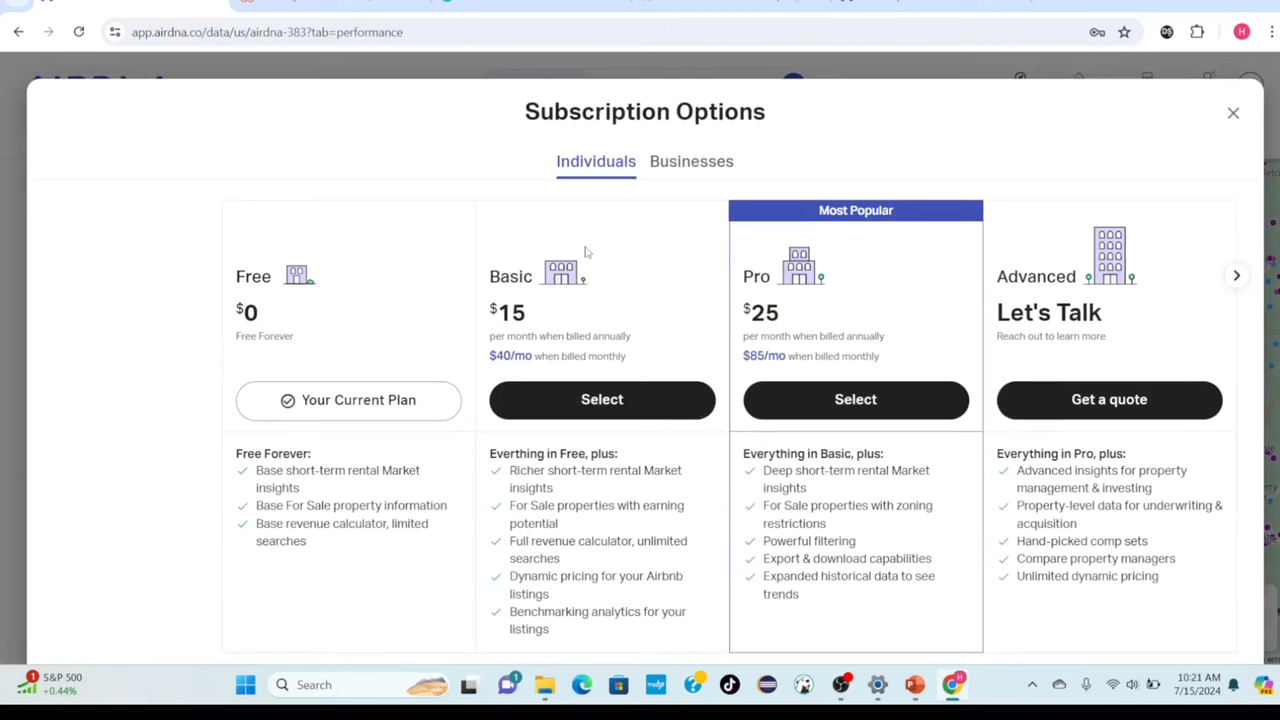 app.airdna.co/data/us/airdna-383?tab=performance
H
Subscription Options
Individuals
Businesses
Most Popular
Free
$0
Free Forever
Your Current Plan
Free Forever:
Base short-term rental Market
insights
Base For Sale property information
Base revenue calculator, limited
searches
Basic
$15
per month when billed annually
$40/mo when billed monthly
Select
Everthing in Free, plus:
Richer short-term rental Market
insights
For Sale properties with earning
potential
Full revenue calculator, unlimited
searches
Dynamic pricing for your Airbnb
listings
Benchmarking analytics for your
listings
Pro
$25
per month when billed annually
$85/mo when billed monthly
Select
Everything in Basic, plus:
Deep short-term rental Market
insights
For Sale properties with zoning
restrictions
Powerful filtering
Export & download capabilities
Expanded historical data to see
trends
Advanced
Let's Talk
Reach out to learn more
Get a quote
Everything in Pro, plus:
Advanced insights for property
management & investing
Property-level data for underwriting &
acquisition
Hand-picked comp sets
Compare property managers
Unlimited dynamic pricing
1
S&P 500
+0.44%
Search
1
H
10:21 AM
7/15/2024
PRE